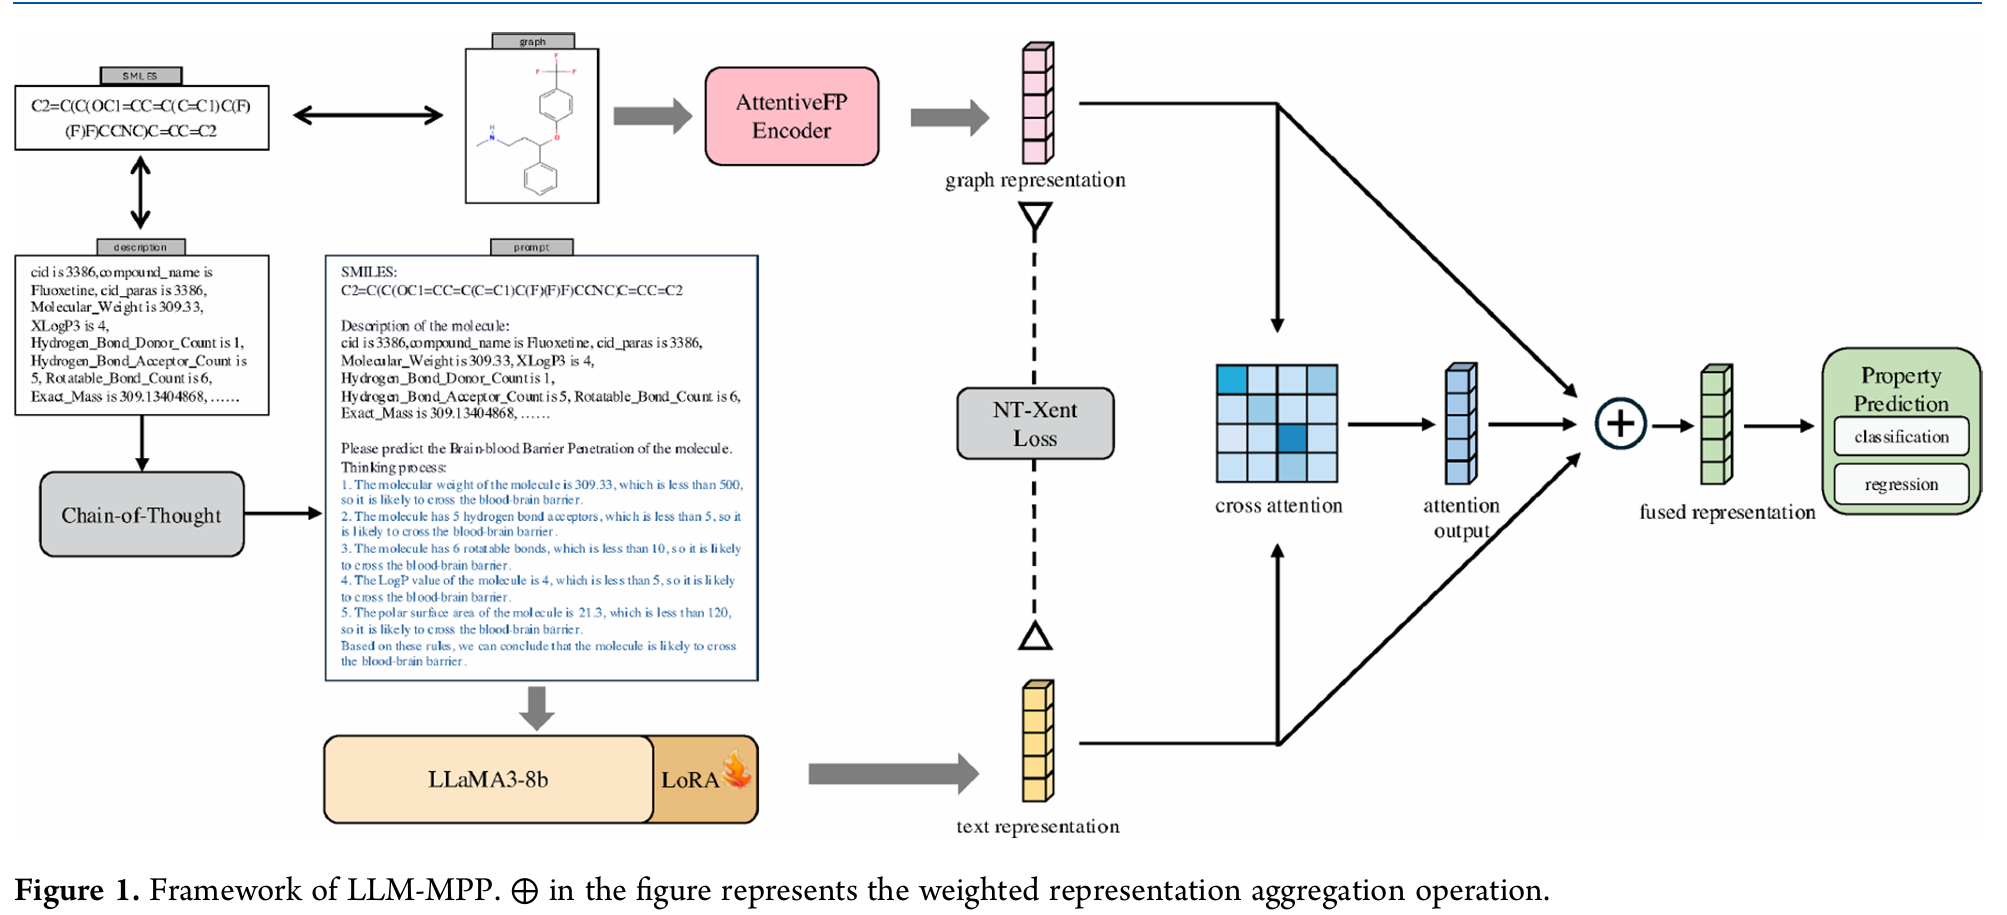 SMILES
C2=C(C(OC1=CC=C(C=C1)C(F)
(F)F)CCNC)C=CC=C2
graph
F
F
F
O
H
N
AttentiveFP
Encoder
graph representation
description
cid is 3386,compound_name is
Fluoxetine, cid_paras is 3386,
Molecular_Weight is 309.33,
XLogP3 is 4,
Hydrogen_Bond_Donor_Count is 1,
Hydrogen_Bond_Acceptor_Count is
5, Rotatable_Bond_Count is 6,
Exact_Mass is 309.13404868, ……
Chain-of-Thought
prompt
SMILES:
C2=C(C(OC1=CC=C(C=C1)C(F)(F)F)CCNC)C=CC=C2
Description of the molecule:
cid is 3386,compound_name is Fluoxetine, cid_paras is 3386,
Molecular_Weight is 309.33, XLogP3 is 4,
Hydrogen_Bond_Donor_Count is 1,
Hydrogen_Bond_Acceptor_Count is 5, Rotatable_Bond_Count is 6,
Exact_Mass is 309.13404868, ……
Please predict the Brain-blood Barrier Penetration of the molecule.
Thinking process:
1. The molecular weight of the molecule is 309.33, which is less than 500,
so it is likely to cross the blood-brain barrier.
2. The molecule has 5 hydrogen bond acceptors, which is less than 5, so it
is likely to cross the blood-brain barrier.
3. The molecule has 6 rotatable bonds, which is less than 10, so it is likely
to cross the blood-brain barrier.
4. The LogP value of the molecule is 4, which is less than 5, so it is likely
to cross the blood-brain barrier.
5. The polar surface area of the molecule is 21.3, which is less than 120,
so it is likely to cross the blood-brain barrier.
Based on these rules, we can conclude that the molecule is likely to cross
the blood-brain barrier.
LLaMA3-8b
LoRA
text representation
NT-Xent
Loss
cross attention
attention
output
fused representation
Property
Prediction
classification
regression
Figure 1. Framework of LLM-MPP. ⊕ in the figure represents the weighted representation aggregation operation.